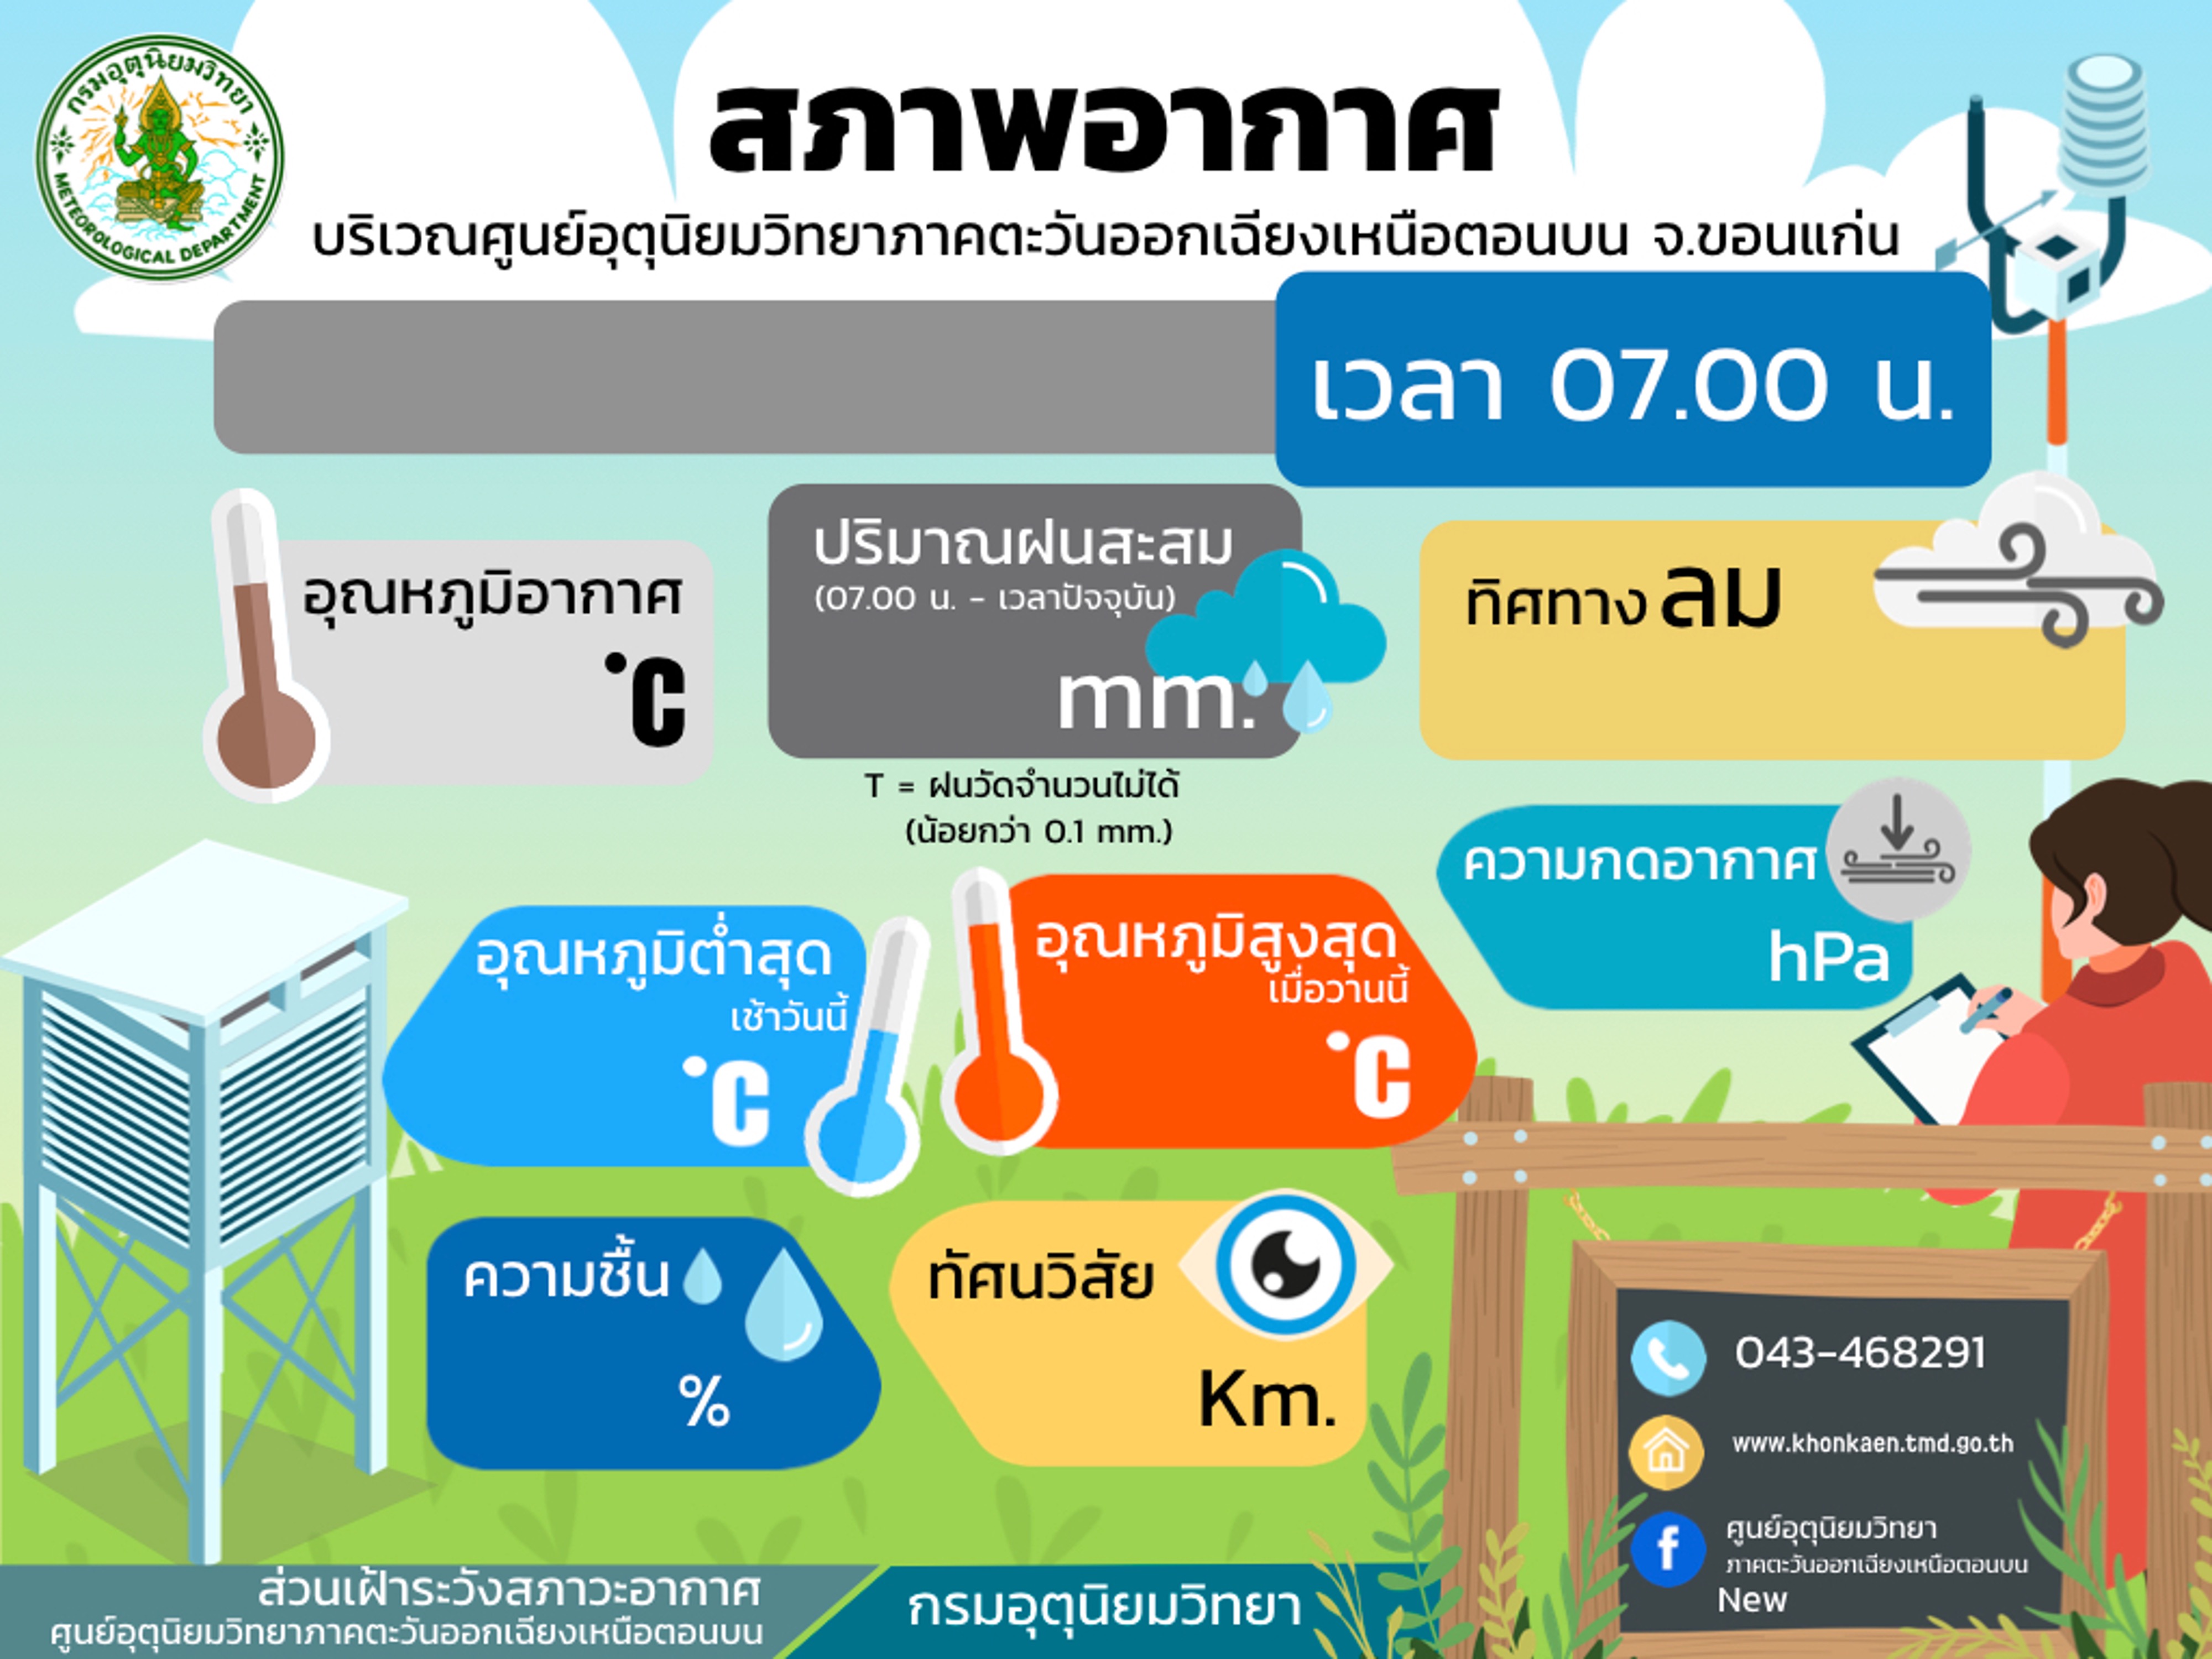 กรมอุตุนิยมวิทยา
METEOROLOGICAL DEPARTMENT
สภาพอากาศ
บริเวณศูนย์อุตุนิยมวิทยาภาคตะวันออกเฉียงเหนือตอนบน จ.ขอนแก่น
เวลา 07.00 น.
อุณหภูมิอากาศ
°C
ปริมาณฝนสะสม
(07.00 น. - เวลาปัจจุบัน)
mm.
T = ฝนวัดจำนวนไม่ได้
(น้อยกว่า 0.1 mm.)
ทิศทาง ลม
ความกดอากาศ
hPa
อุณหภูมิต่ำสุด
เช้าวันนี้
°C
อุณหภูมิสูงสุด
เมื่อวานนี้
°C
ความชื้น
%
ทัศนวิสัย
Km.
043-468291
www.khonkaen.tmd.go.th
ศูนย์อุตุนิยมวิทยา
ภาคตะวันออกเฉียงเหนือตอนบน
New
ส่วนเฝ้าระวังสภาวะอากาศ
ศูนย์อุตุนิยมวิทยาภาคตะวันออกเฉียงเหนือตอนบน
กรมอุตุนิยมวิทยา